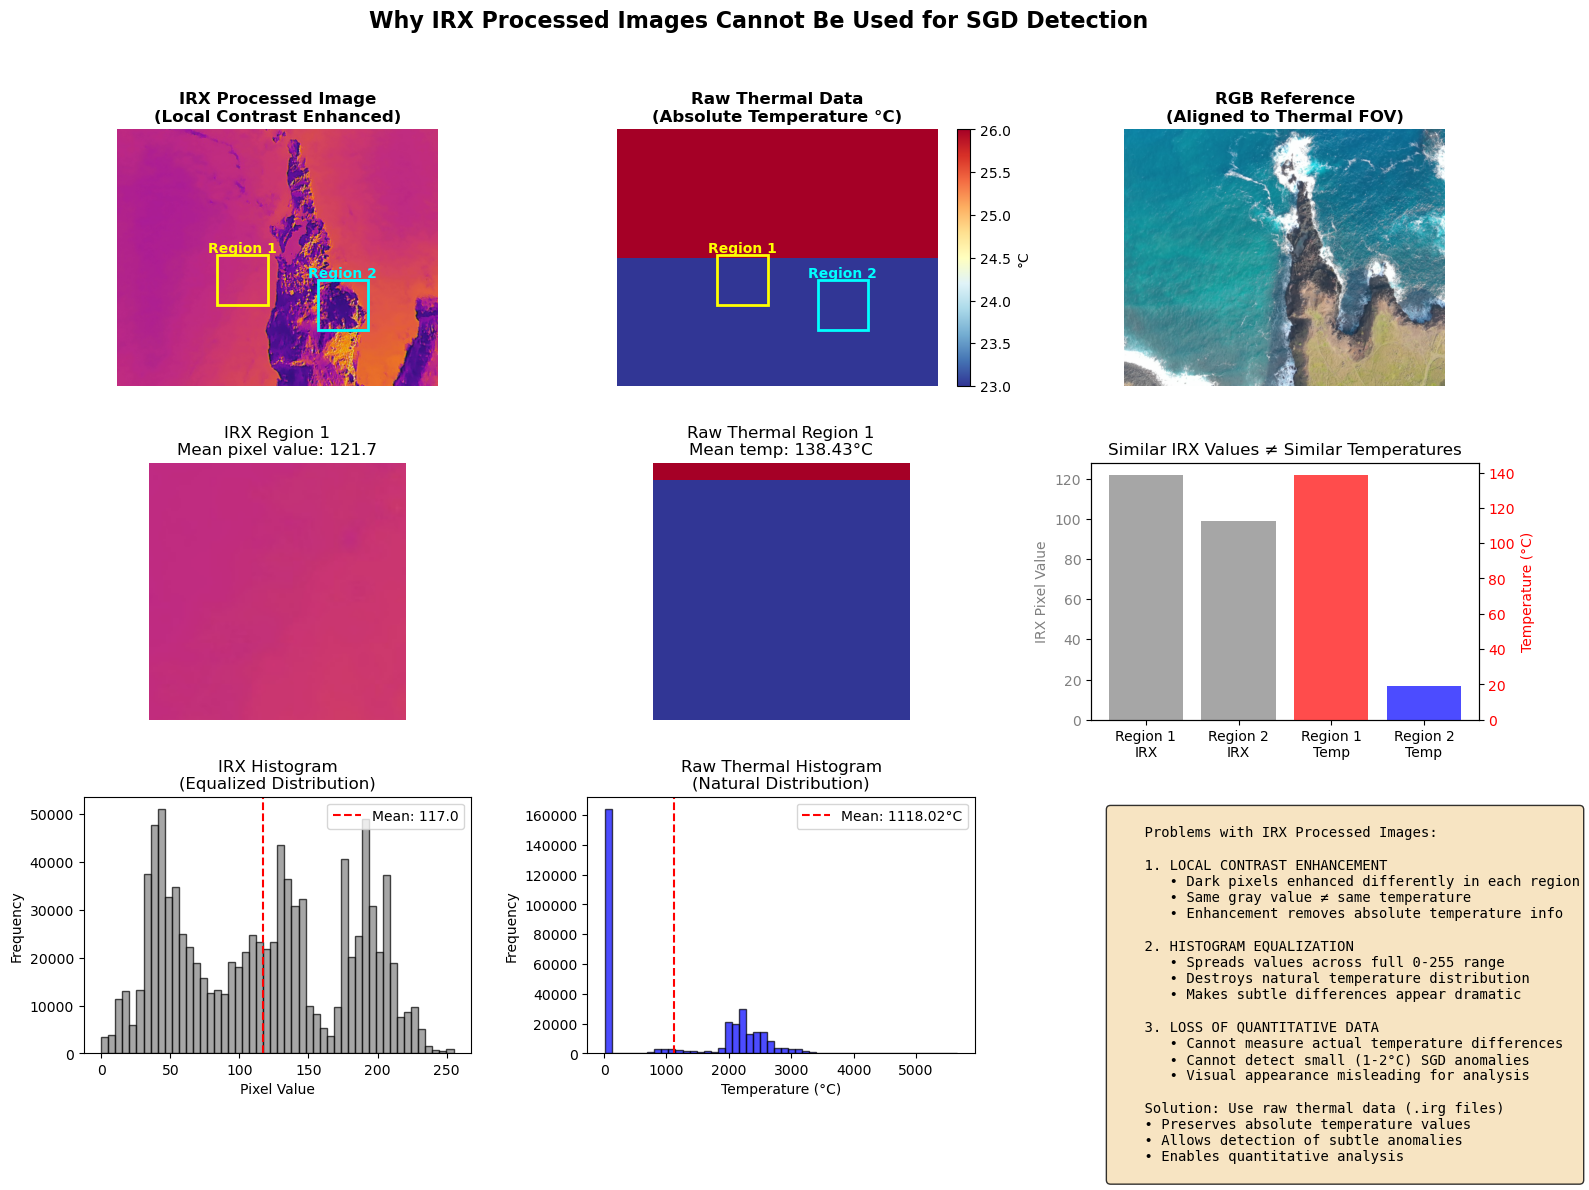 Why IRX Processed Images Cannot Be Used for SGD Detection
IRX Processed Image
(Local Contrast Enhanced)
Region 1
Region 2
Raw Thermal Data
(Absolute Temperature °C)
Region 1
Region 2
26.0
25.5
25.0
24.5
24.0
23.5
23.0
°C
RGB Reference
(Aligned to Thermal FOV)
IRX Region 1
Mean pixel value: 121.7
Raw Thermal Region 1
Mean temp: 138.43°C
Similar IRX Values ≠ Similar Temperatures
IRX Pixel Value
120
100
80
60
40
20
0
140
120
100
80
60
40
20
0
Temperature (°C)
Region 1
IRX
Region 2
IRX
Region 1
Temp
Region 2
Temp
IRX Histogram
(Equalized Distribution)
Frequency
50000
40000
30000
20000
10000
0
Mean: 117.0
0 50 100 150 200 250
Pixel Value
Raw Thermal Histogram
(Natural Distribution)
Frequency
160000
140000
120000
100000
80000
60000
40000
20000
0
Mean: 1118.02°C
0 1000 2000 3000 4000 5000
Temperature (°C)
Problems with IRX Processed Images:
1. LOCAL CONTRAST ENHANCEMENT
• Dark pixels enhanced differently in each region
• Same gray value ≠ same temperature
• Enhancement removes absolute temperature info
2. HISTOGRAM EQUALIZATION
• Spreads values across full 0-255 range
• Destroys natural temperature distribution
• Makes subtle differences appear dramatic
3. LOSS OF QUANTITATIVE DATA
• Cannot measure actual temperature differences
• Cannot detect small (1-2°C) SGD anomalies
• Visual appearance misleading for analysis
Solution: Use raw thermal data (.irg files)
• Preserves absolute temperature values
• Allows detection of subtle anomalies
• Enables quantitative analysis